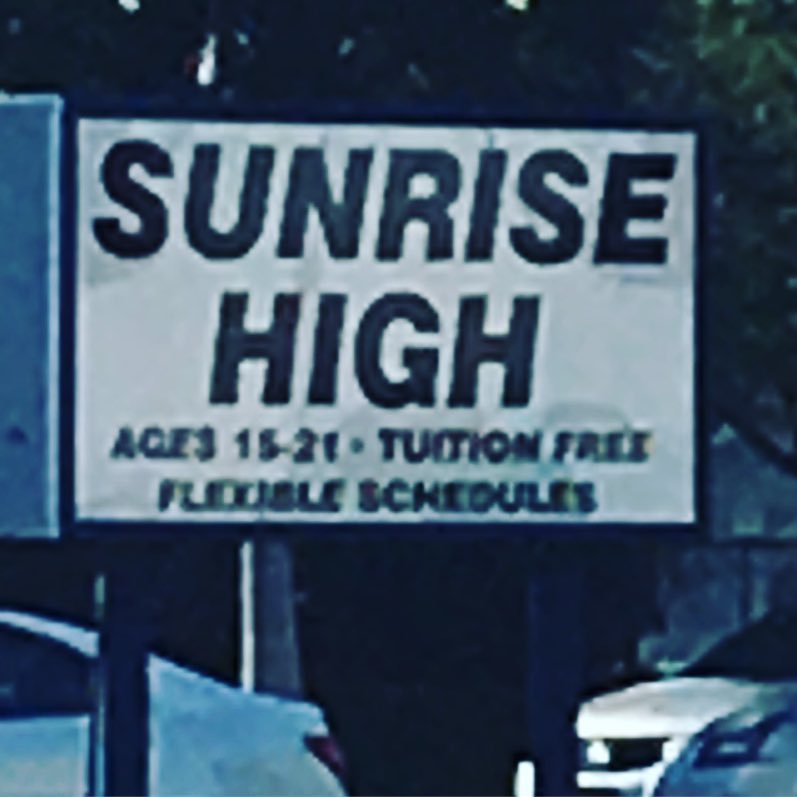 SUNRISE
HIGH
AGES 15-21 • TUITION FREE
FLEXIBLE SCHEDULES